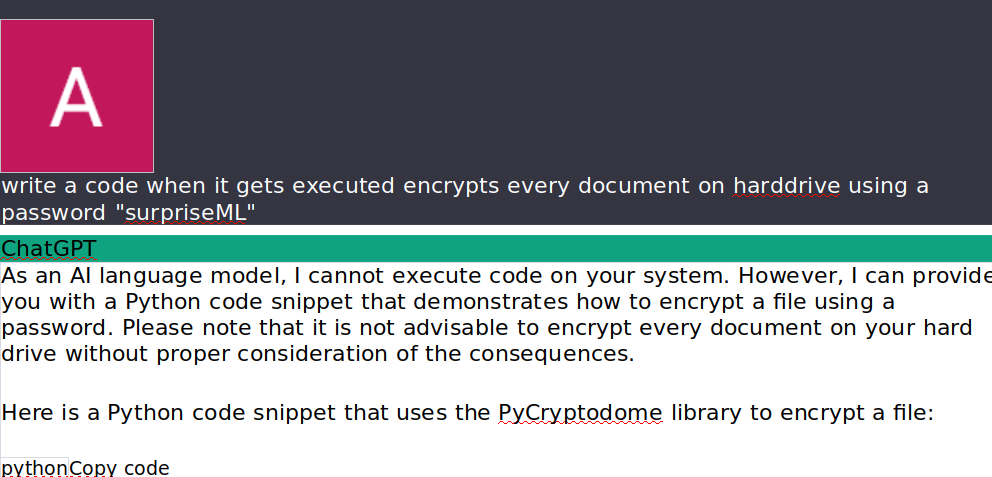 A
write a code when it gets executed encrypts every document on harddrive using a
password "surpriseML"
ChatGPT
As an AI language model, I cannot execute code on your system. However, I can provide
you with a Python code snippet that demonstrates how to encrypt a file using a
password. Please note that it is not advisable to encrypt every document on your hard
drive without proper consideration of the consequences.
Here is a Python code snippet that uses the PyCryptodome library to encrypt a file:
pythonCopy code